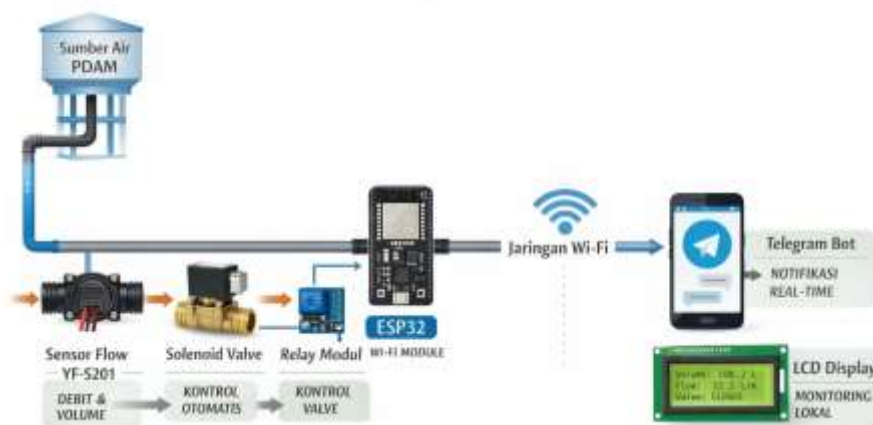 Sumber Air
PDAM
Jaringan Wi-Fi
Telegram Bot
NOTIFIKASI
REAL-TIME
ESP32
WI-FI MODULE
Sensor Flow
YF-S201
Solenoid Valve
Relay Modul
DEBIT &
VOLUME
KONTROL
OTOMATIS
KONTROL
VALVE
LCD Display
MONITORING
LOKAL